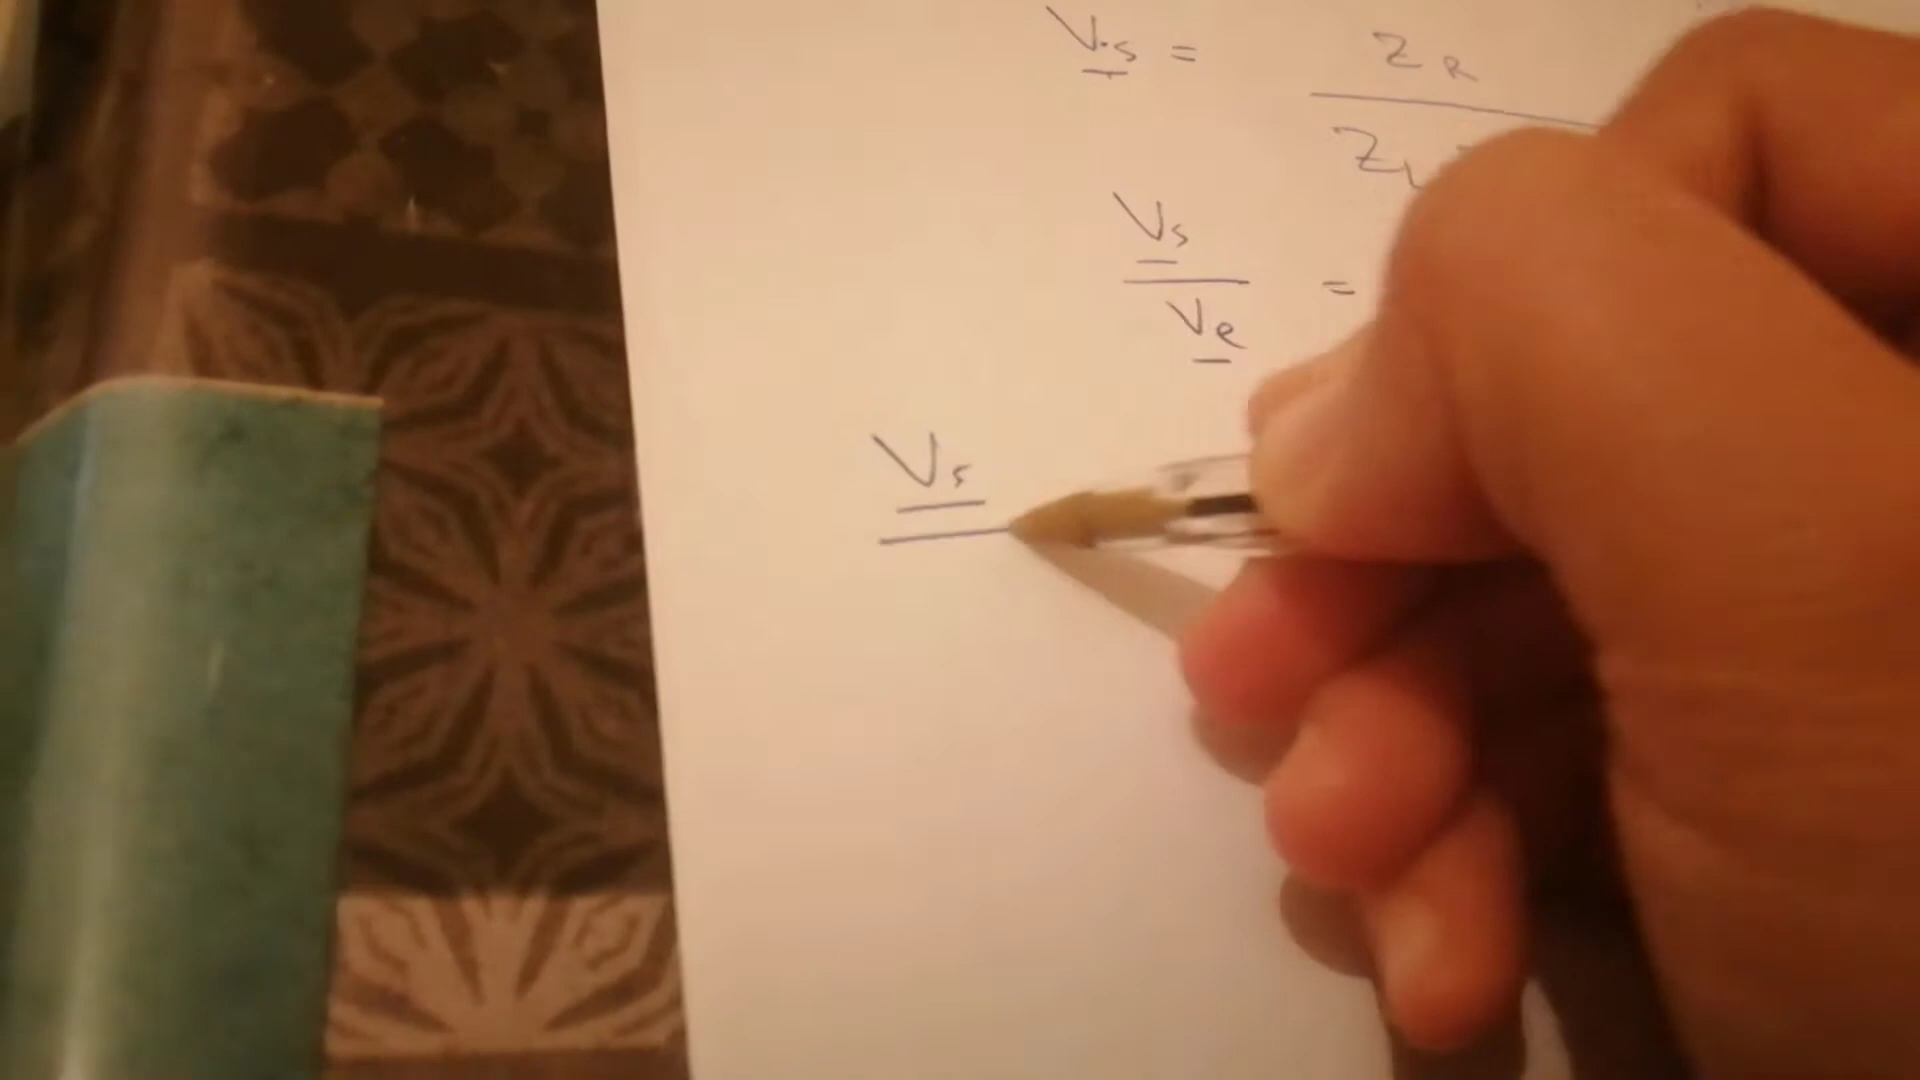 Vs = ZR
ZL
Vs
=
Ve
Vs